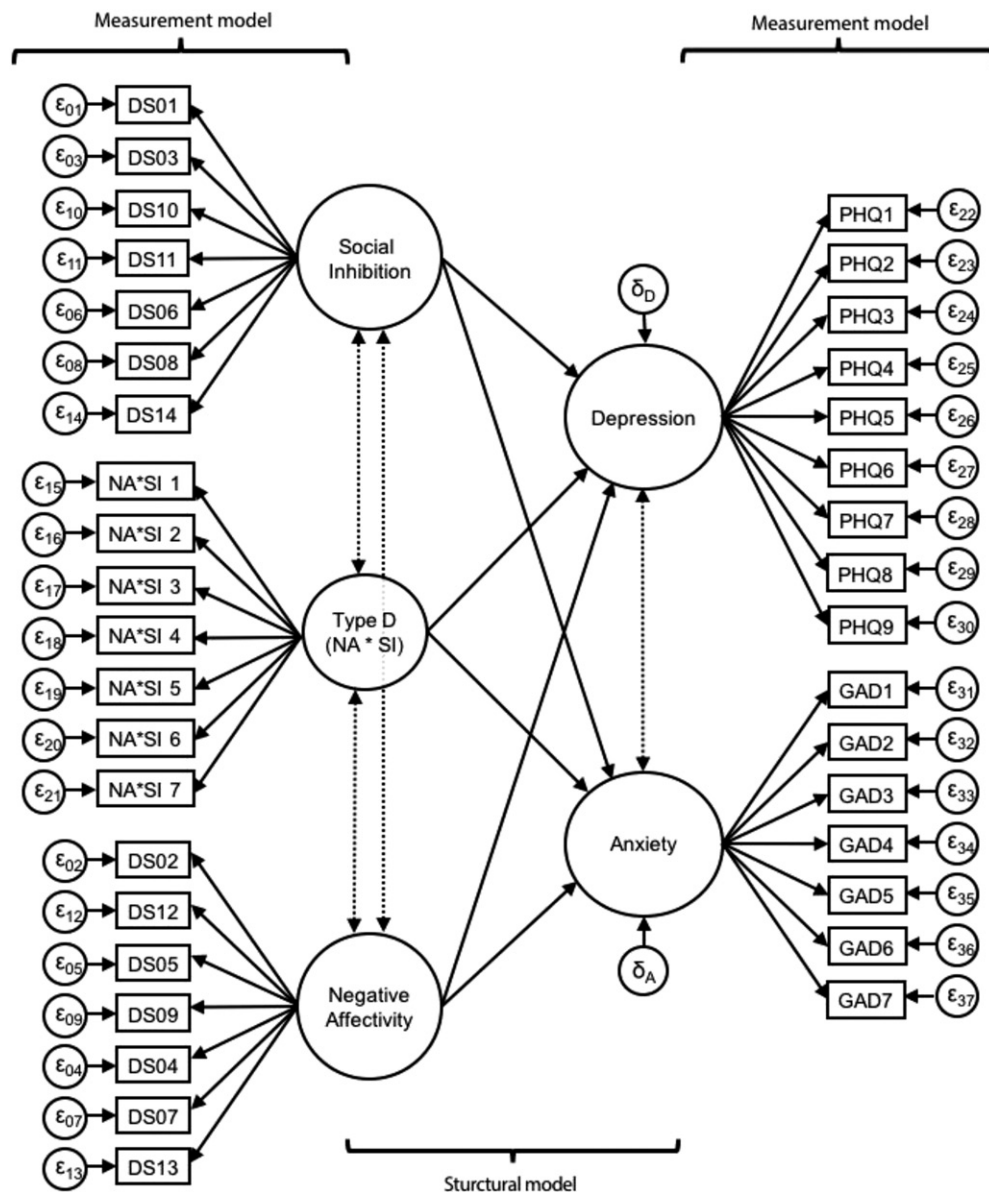 Measurement model
Measurement model
ε01 DS01
ε03 DS03
ε10 DS10
ε11 DS11
ε06 DS06
ε08 DS08
ε14 DS14
Social
Inhibition
ε15 NA*SI 1
ε16 NA*SI 2
ε17 NA*SI 3
ε18 NA*SI 4
ε19 NA*SI 5
ε20 NA*SI 6
ε21 NA*SI 7
Type D
(NA * SI)
ε02 DS02
ε12 DS12
ε05 DS05
ε09 DS09
ε04 DS04
ε07 DS07
ε13 DS13
Negative
Affectivity
δD
Depression
Anxiety
δA
PHQ1 ε22
PHQ2 ε23
PHQ3 ε24
PHQ4 ε25
PHQ5 ε26
PHQ6 ε27
PHQ7 ε28
PHQ8 ε29
PHQ9 ε30
GAD1 ε31
GAD2 ε32
GAD3 ε33
GAD4 ε34
GAD5 ε35
GAD6 ε36
GAD7 ε37
Sturctural model